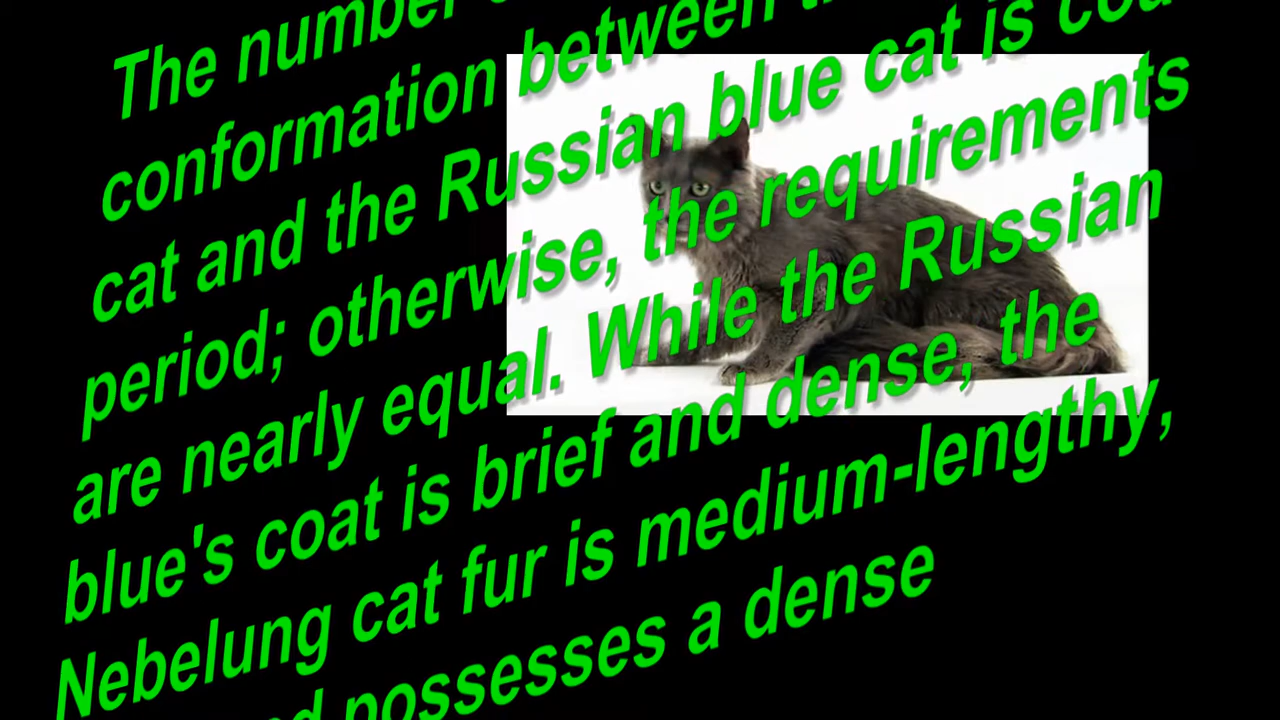 The number
conformation between
cat and the Russian blue cat is
period; otherwise, the requirements
are nearly equal. While the Russian
blue's coat is brief and dense, the
Nebelung cat fur is medium-lengthy,
possesses a dense